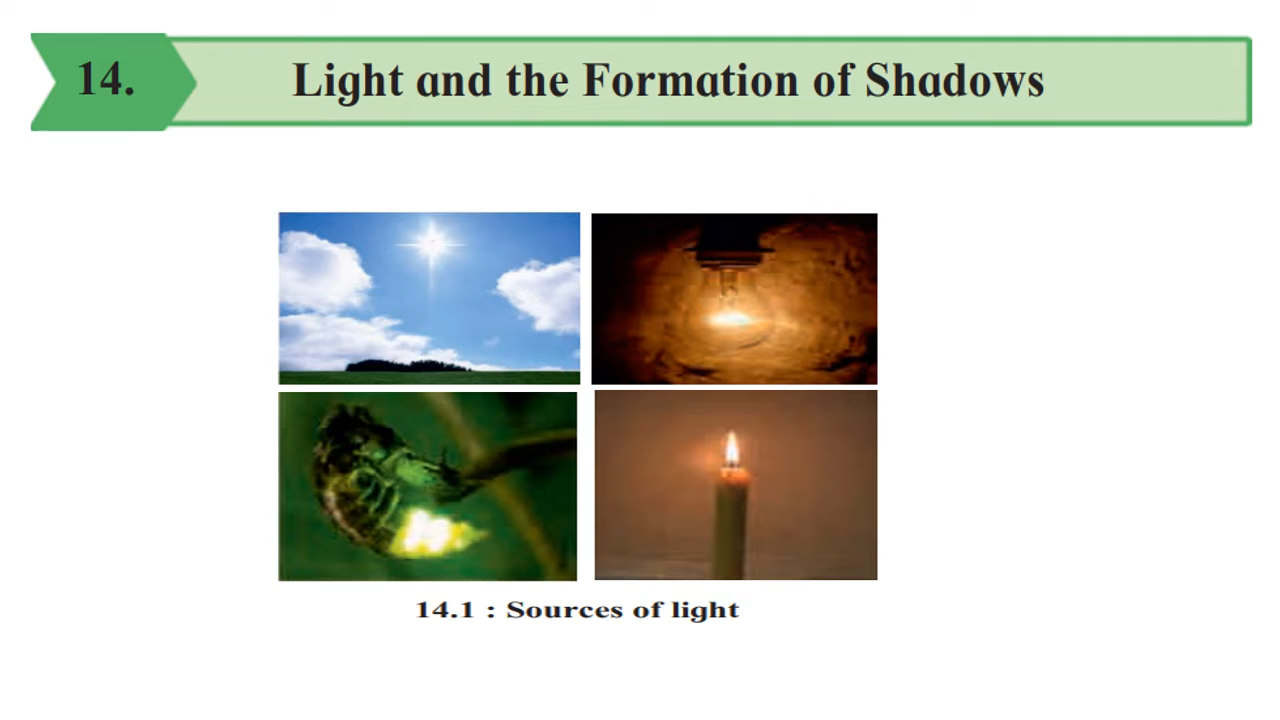 14. Light and the Formation of Shadows
14.1 : Sources of light